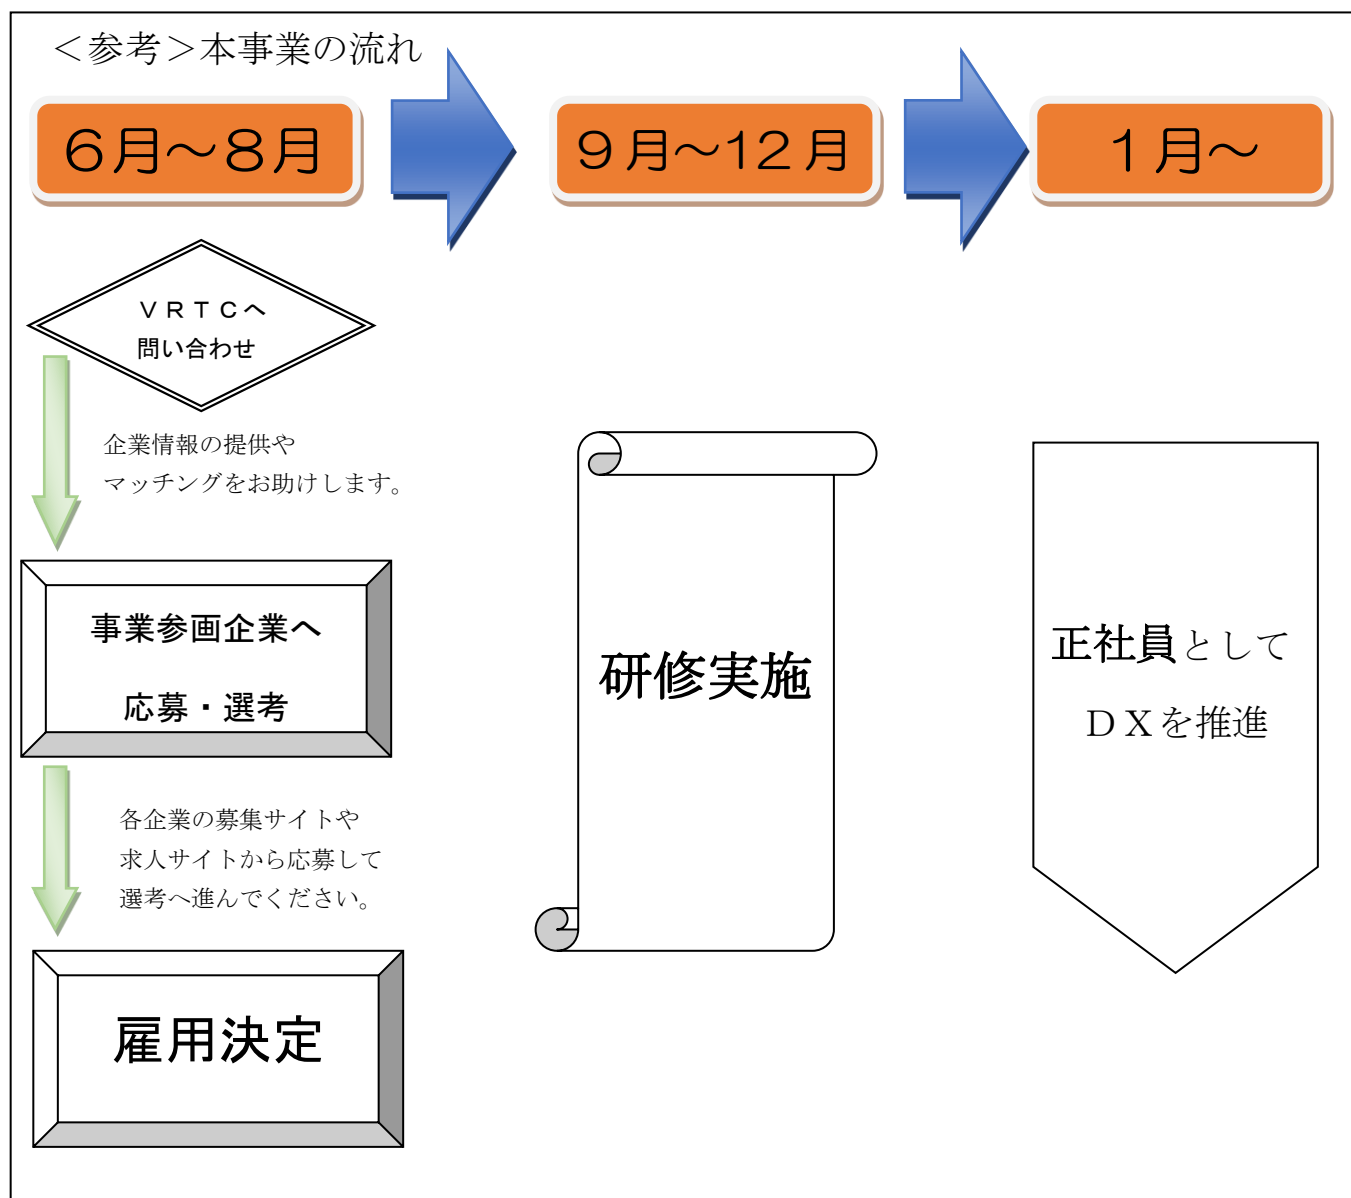 ＜参考＞本事業の流れ
６月～８月
９月～12月
１月～
ＶＲＴＣへ
問い合わせ
企業情報の提供や
マッチングをお助けします。
事業参画企業へ
応募・選考
各企業の募集サイトや
求人サイトから応募して
選考へ進んでください。
雇用決定
研修実施
正社員として
ＤＸを推進